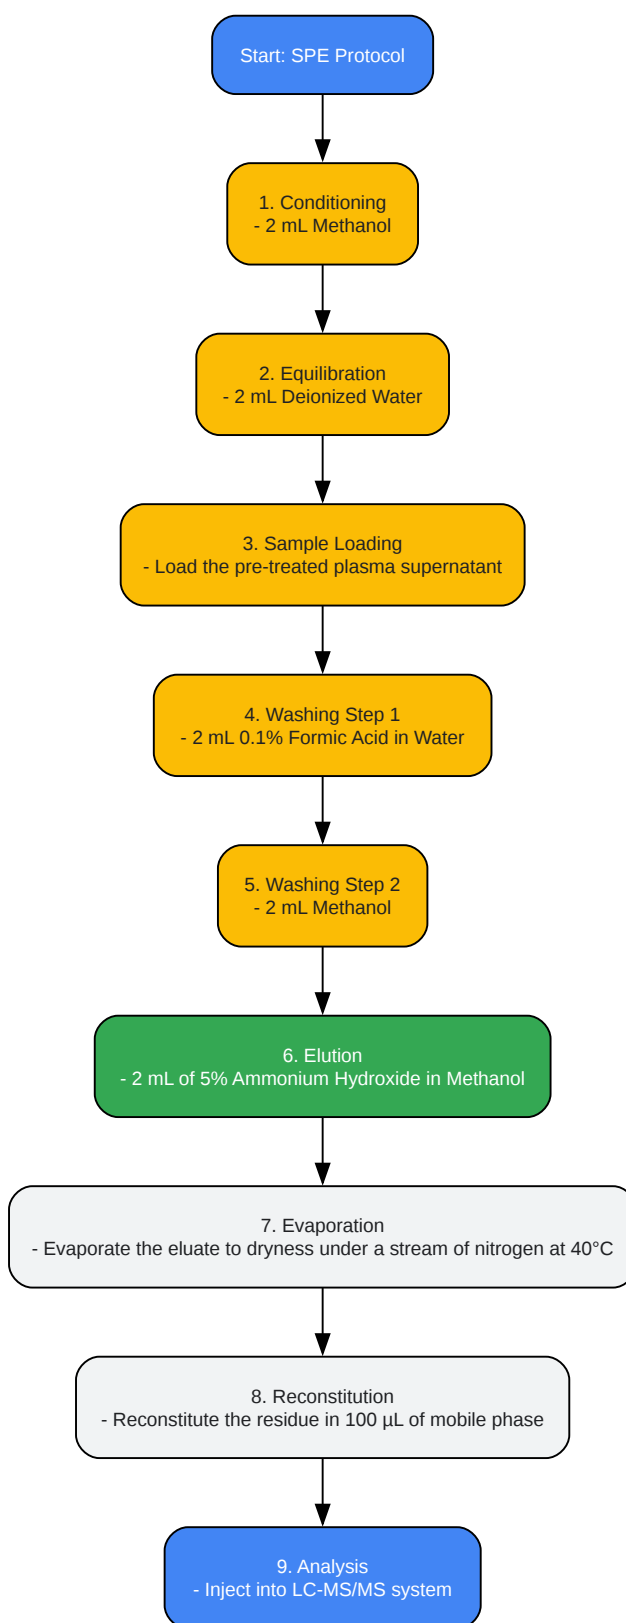 Start: SPE Protocol
1. Conditioning
- 2 mL Methanol
2. Equilibration
- 2 mL Deionized Water
3. Sample Loading
- Load the pre-treated plasma supernatant
4. Washing Step 1
- 2 mL 0.1% Formic Acid in Water
5. Washing Step 2
- 2 mL Methanol
6. Elution
- 2 mL of 5% Ammonium Hydroxide in Methanol
7. Evaporation
- Evaporate the eluate to dryness under a stream of nitrogen at 40°C
8. Reconstitution
- Reconstitute the residue in 100 µL of mobile phase
9. Analysis
- Inject into LC-MS/MS system